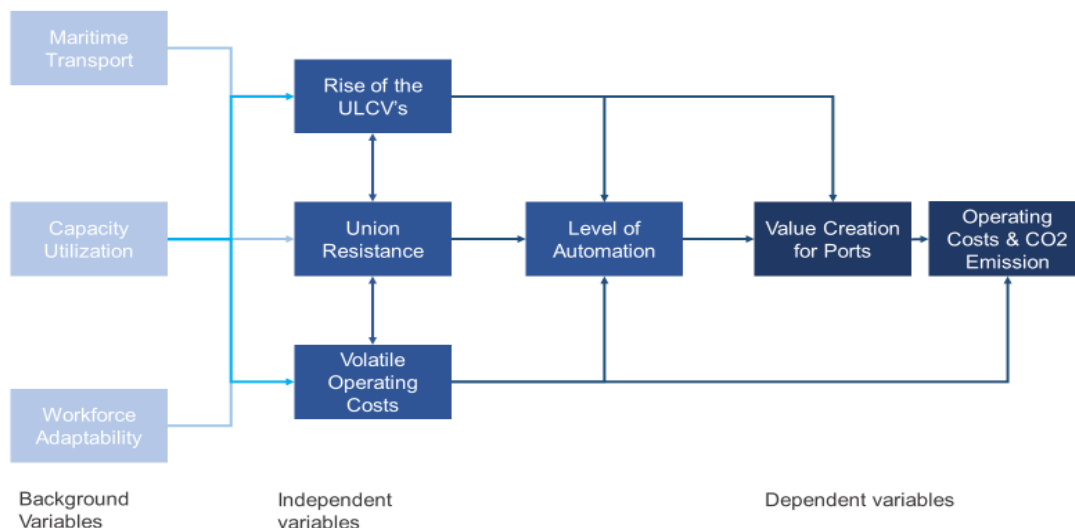 Maritime
Transport
Rise of the
ULCV's
Capacity
Utilization
Union
Resistance
Level of
Automation
Value Creation
for Ports
Operating
Costs & CO2
Emission
Volatile
Operating
Costs
Workforce
Adaptability
Background
Variables
Independent
variables
Dependent variables